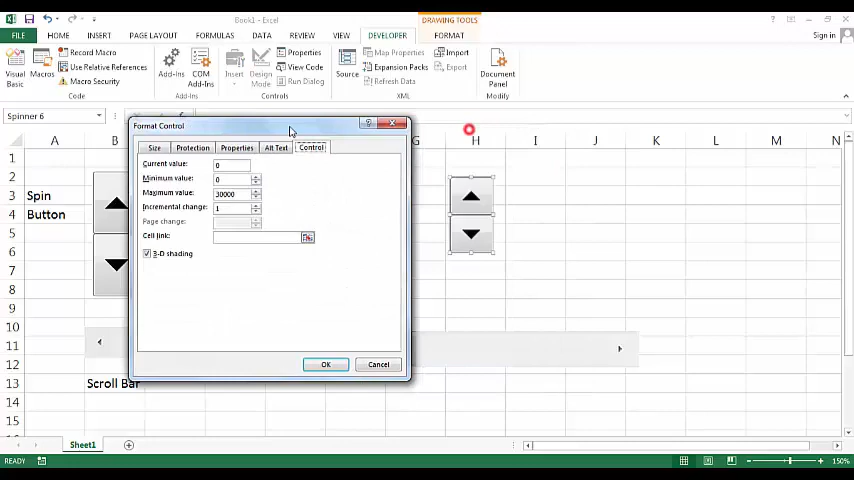 Book1 - Excel
DRAWING TOOLS
FILE HOME INSERT PAGE LAYOUT FORMULAS DATA REVIEW VIEW DEVELOPER FORMAT Sign in
Visual Basic
Macros
Record Macro
Use Relative References
Macro Security
Code
Add-Ins
COM Add-Ins
Add-Ins
Insert
Design Mode
Properties
View Code
Run Dialog
Controls
Source
Map Properties
Expansion Packs
Refresh Data
Import
Export
XML
Document Panel
Modify
Spinner 6
Format Control
Size Protection Properties Alt Text Control
Current value: 0
Minimum value: 0
Maximum value: 30000
Incremental change: 1
Page change:
Cell link:
3-D shading
OK Cancel
A B G H I J K L M N
1
2
3 Spin
4 Button
5
6
7
8
9
10
11
12
13 Scroll Bar
14
15
16
Sheet1
READY 150%